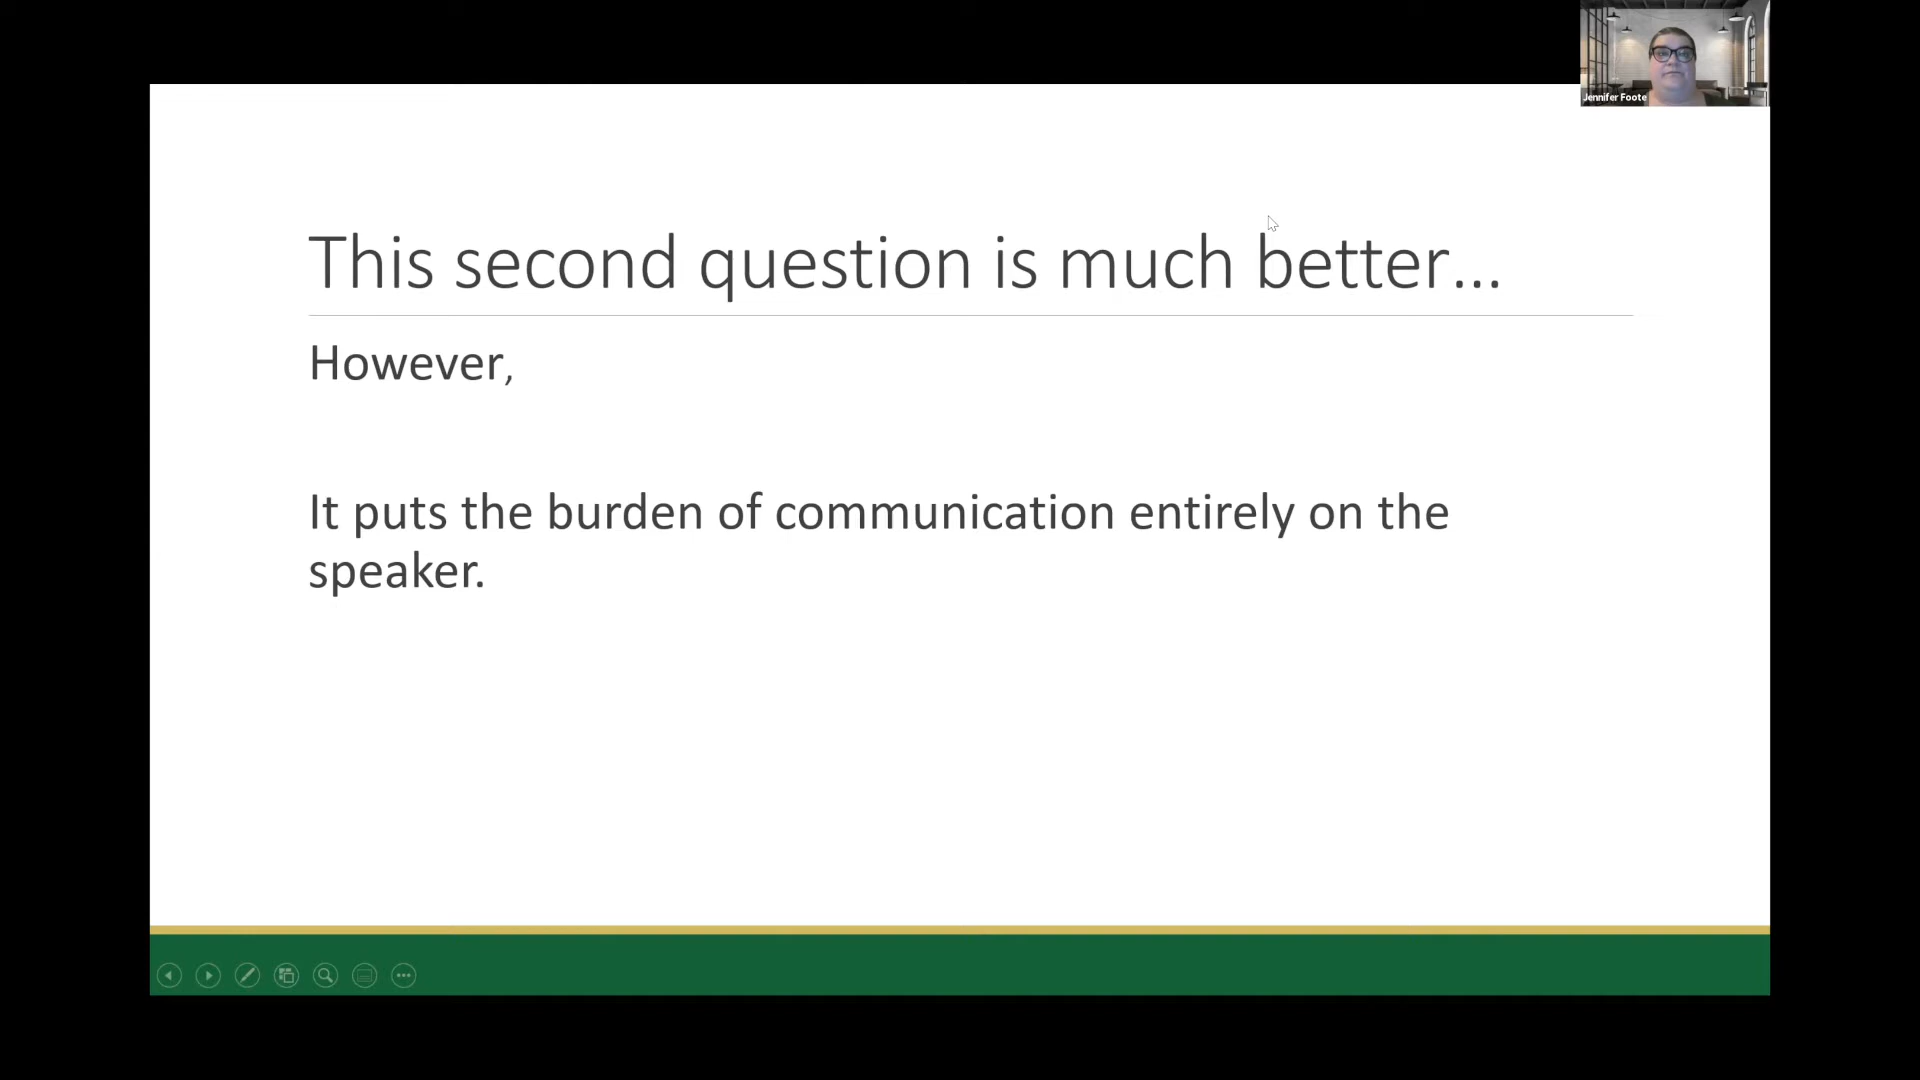 Jennifer Foote
This second question is much better...
However,
It puts the burden of communication entirely on the
speaker.